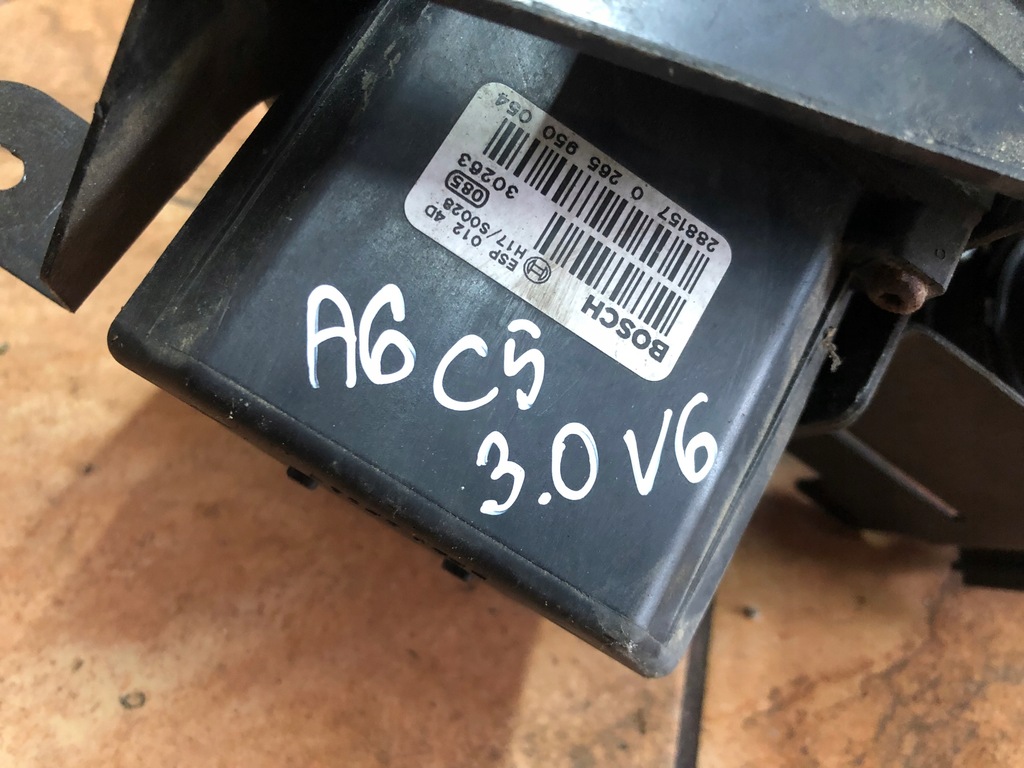 BOSCH
ESP
H17/S0028
012 4D
085
30263
288157 0 265 950 054
A6 C5
3.0 V6